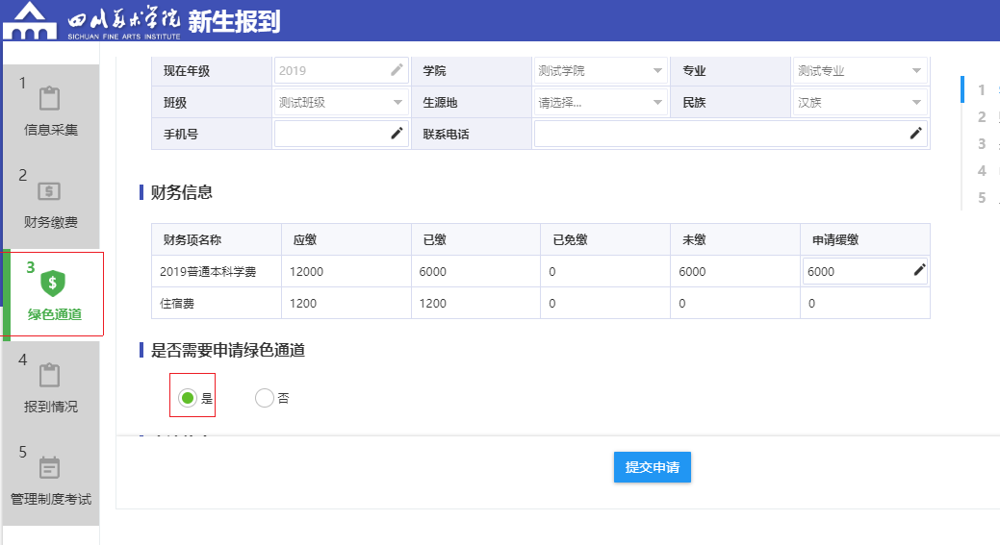 四川美术学院 新生报到
SICHUAN FINE ARTS INSTITUTE
1
信息采集
2
财务缴费
3
绿色通道
4
报到情况
5
管理制度考试
现在年级 2019 学院 测试学院 专业 测试专业
班级 测试班级 生源地 请选择... 民族 汉族
手机号 联系电话
财务信息
财务项名称 应缴 已缴 已免缴 未缴 申请缓缴
2019普通本科学费 12000 6000 0 6000 6000
住宿费 1200 1200 0 0 0
是否需要申请绿色通道
是 否
提交申请
1
2
3
4
5